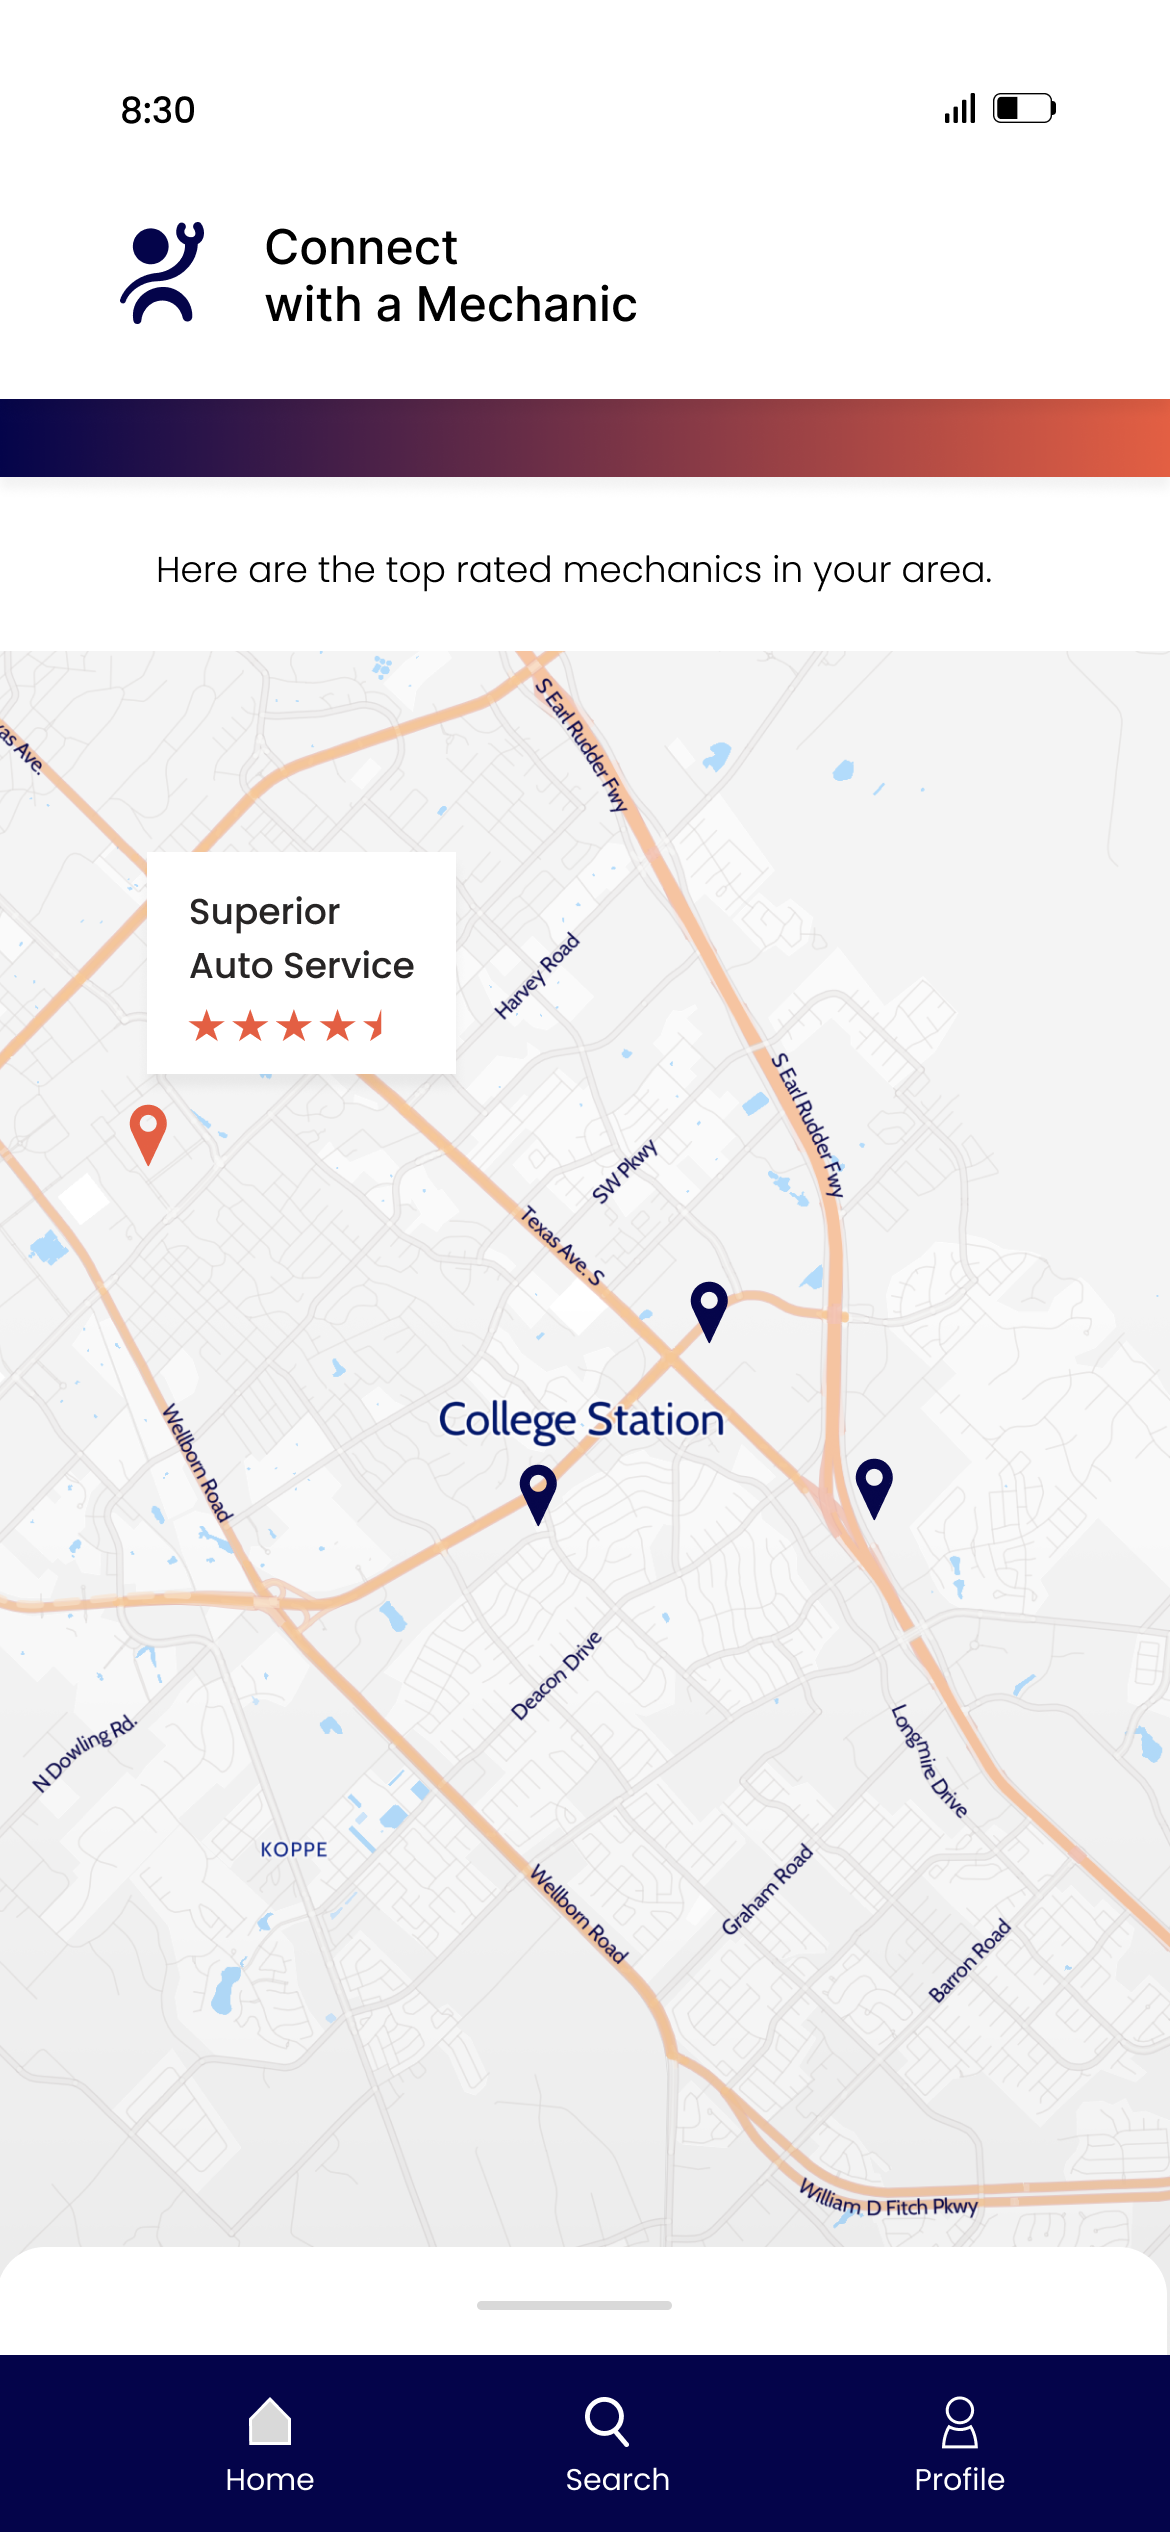 8:30
Connect
with a Mechanic
Here are the top rated mechanics in your area.
S Earl Rudder Fwy
as Ave.
Superior
Auto Service
Harvey Road
S Earl Rudder Fwy
SW Pkwy
Texas Ave. S
College Station
Wellborn Road
Deacon Drive
N Dowling Rd.
Longmire Drive
KOPPE
Graham Road
Wellborn Road
Barron Road
William D Fitch Pkwy
Home
Search
Profile